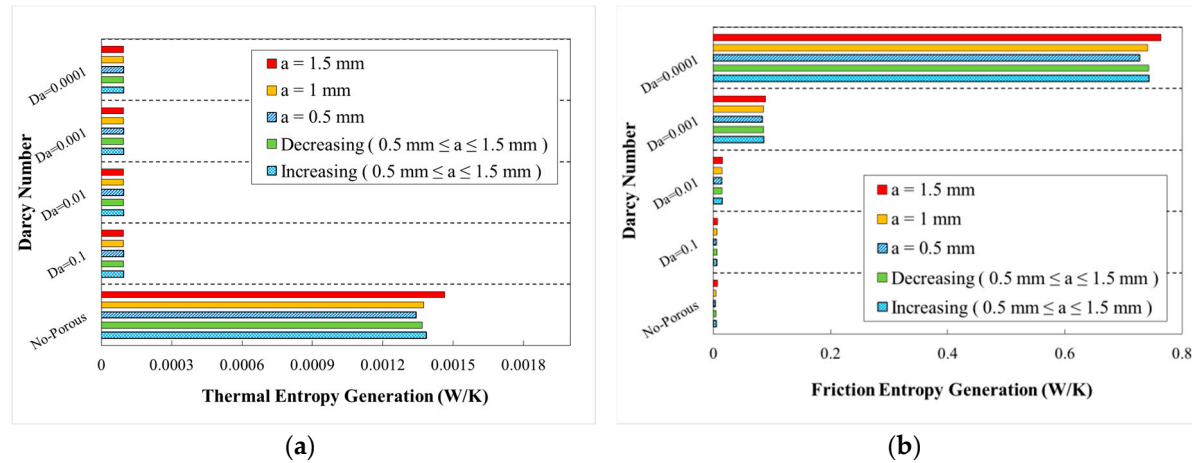 Darcy Number
Da=0.0001
Da=0.001
Da=0.01
Da=0.1
No-Porous
a = 1.5 mm
a = 1 mm
a = 0.5 mm
Decreasing ( 0.5 mm ≤ a ≤ 1.5 mm )
Increasing ( 0.5 mm ≤ a ≤ 1.5 mm )
0 0.0003 0.0006 0.0009 0.0012 0.0015 0.0018
Thermal Entropy Generation (W/K)
(a)
Darcy Number
Da=0.0001
Da=0.001
Da=0.01
Da=0.1
No-Porous
a = 1.5 mm
a = 1 mm
a = 0.5 mm
Decreasing ( 0.5 mm ≤ a ≤ 1.5 mm )
Increasing ( 0.5 mm ≤ a ≤ 1.5 mm )
0 0.2 0.4 0.6 0.8
Friction Entropy Generation (W/K)
(b)